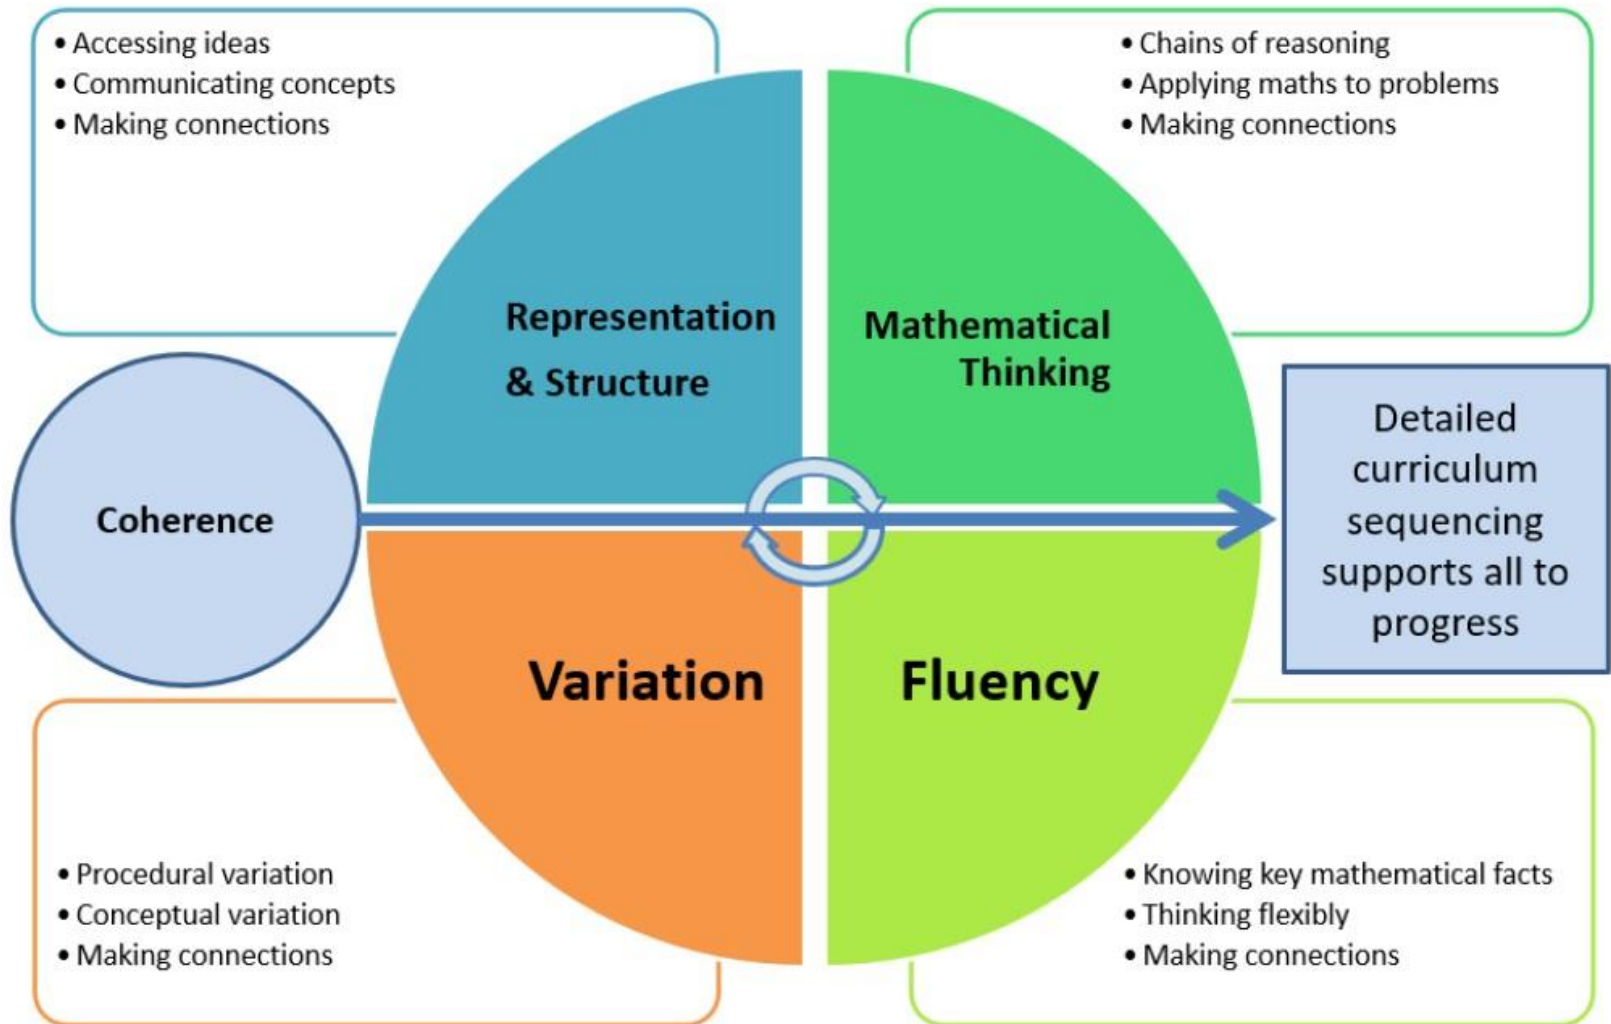 • Accessing ideas
• Communicating concepts
• Making connections
• Chains of reasoning
• Applying maths to problems
• Making connections
Representation
& Structure
Mathematical
Thinking
Coherence
Detailed
curriculum
sequencing
supports all to
progress
Variation
Fluency
• Procedural variation
• Conceptual variation
• Making connections
• Knowing key mathematical facts
• Thinking flexibly
• Making connections